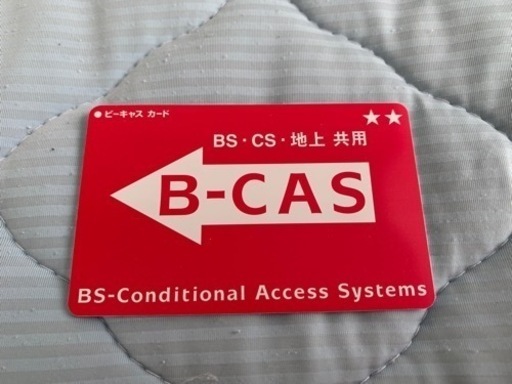 ●ビーキャス カード
★★
BS・CS・地上 共用
B-CAS
BS-Conditional Access Systems